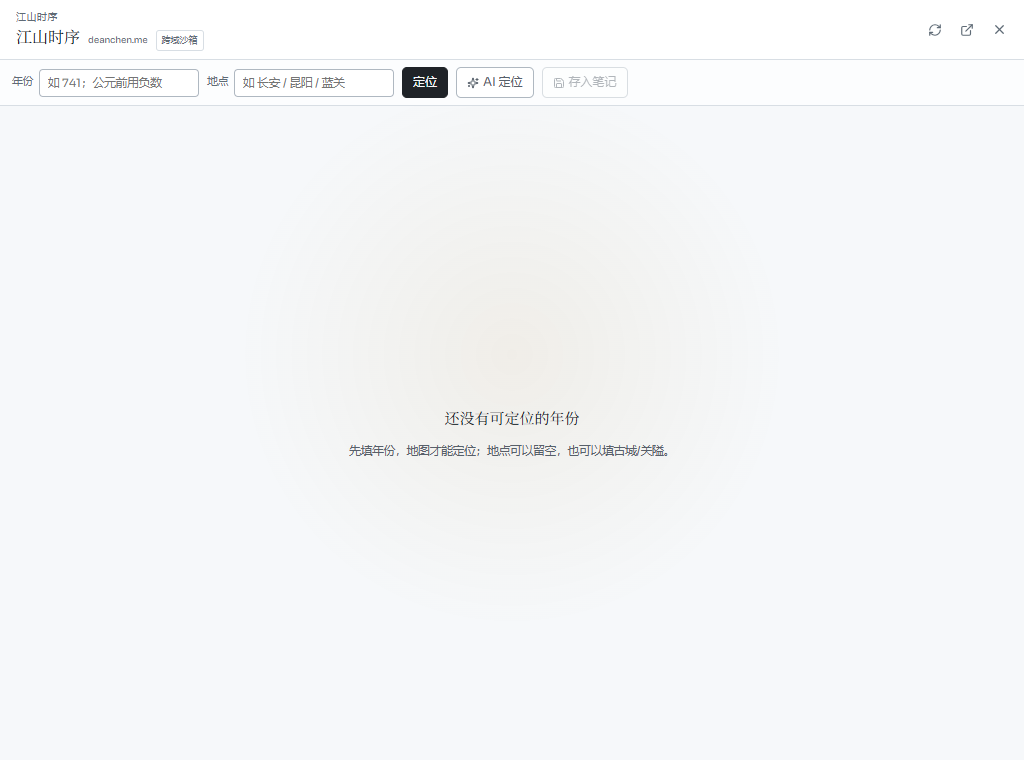 江山时序
江山时序 deanchen.me 跨域沙箱
年份 如 741；公元前用负数 地点 如 长安 / 昆阳 / 蓝关 定位 AI 定位 存入笔记
还没有可定位的年份
先填年份，地图才能定位；地点可以留空，也可以填古城/关隘。